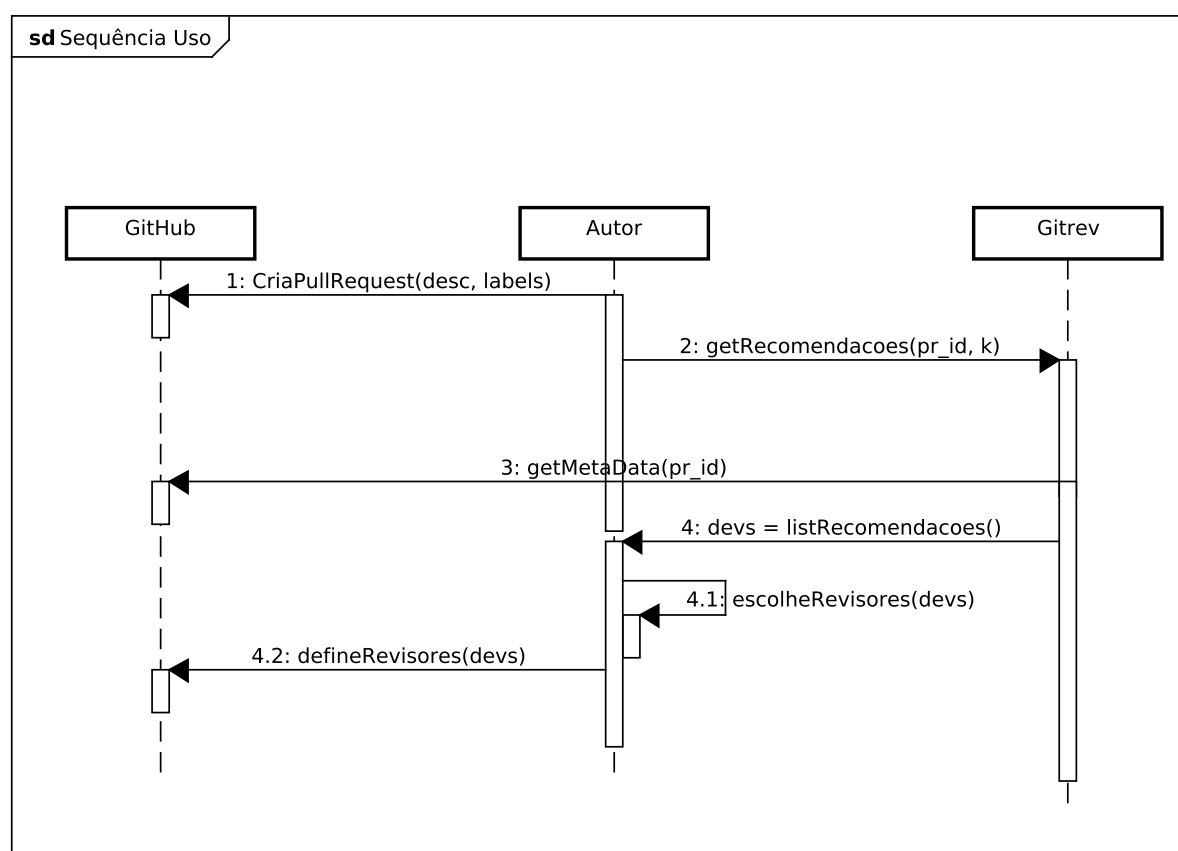 sd Sequência Uso
GitHub
Autor
Gitrev
1: CriaPullRequest(desc, labels)
2: getRecomendacoes(pr_id, k)
3: getMetaData(pr_id)
4: devs = listRecomendacoes()
4.1: escolheRevisores(devs)
4.2: defineRevisores(devs)